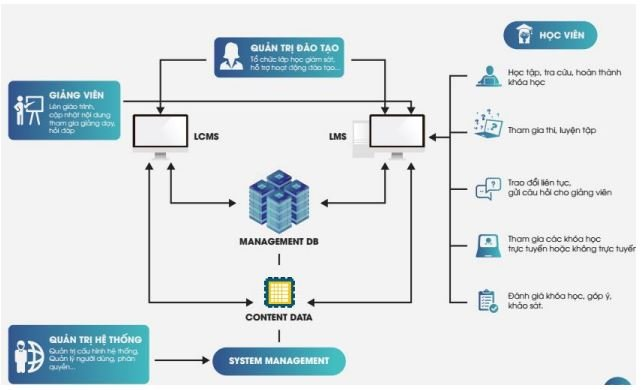 QUẢN TRỊ ĐÀO TẠO
Tổ chức lớp học giám sát,
hỗ trợ hoạt động đào tạo...
HỌC VIÊN
GIẢNG VIÊN
Lên giáo trình,
cập nhật nội dung
tham gia giảng dạy,
hỏi đáp
LCMS
LMS
Học tập, tra cứu, hoàn thành
khóa học
Tham gia thi, luyện tập
Trao đổi liên tục,
gửi câu hỏi cho giảng viên
Tham gia các khóa học
trực tuyến hoặc không trực tuyến
Đánh giá khóa học, góp ý,
khảo sát.
MANAGEMENT DB
CONTENT DATA
QUẢN TRỊ HỆ THỐNG
Quản trị cấu hình hệ thống,
Quản lý người dùng, phân
quyền...
SYSTEM MANAGEMENT